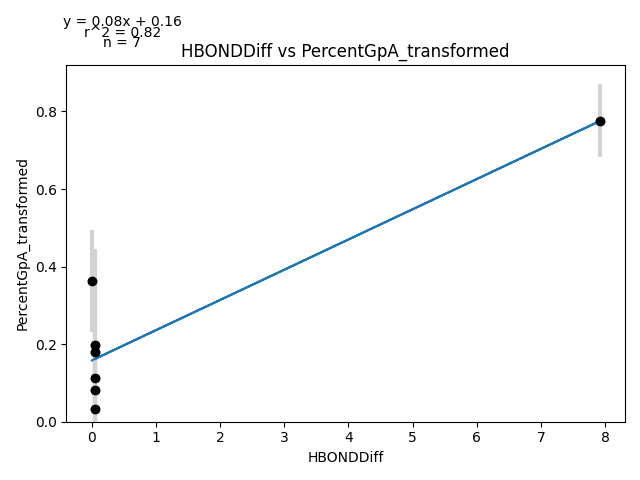 y = 0.08x + 0.16
r^2 = 0.82
n = 7
HBONDDiff vs PercentGpA_transformed
PercentGpA_transformed
0.8
0.6
0.4
0.2
0.0
0 1 2 3 4 5 6 7 8
HBONDDiff